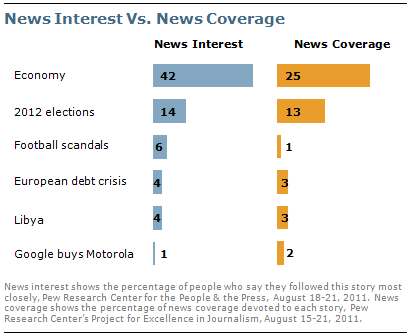 News Interest Vs. News Coverage
News Interest News Coverage
Economy 42 25
2012 elections 14 13
Football scandals 6 1
European debt crisis 4 3
Libya 4 3
Google buys Motorola 1 2
News interest shows the percentage of people who say they followed this story most
closely, Pew Research Center for the People & the Press, August 18-21, 2011. News
coverage shows the percentage of news coverage devoted to each story, Pew
Research Center's Project for Excellence in Journalism, August 15-21, 2011.